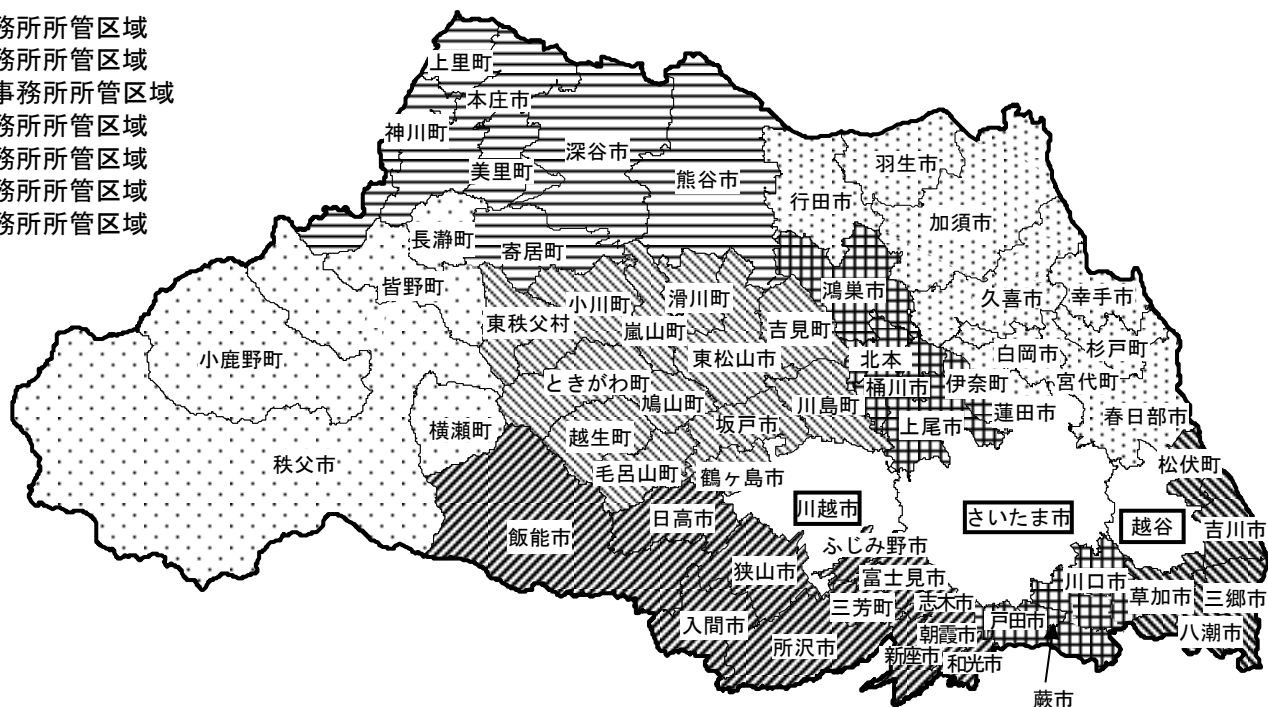 務所所管区域
務所所管区域
事務所所管区域
務所所管区域
務所所管区域
務所所管区域
務所所管区域
上里町
本庄市
神川町
深谷市
美里町
熊谷市
羽生市
行田市
加須市
長瀞町
寄居町
皆野町
鴻巣市
久喜市
幸手市
小川町
滑川町
東秩父村
嵐山町
吉見町
小鹿野町
東松山市
北本
白岡市
杉戸町
ときがわ町
桶川市
伊奈町
宮代町
鳩山町
川島町
蓮田市
春日部市
横瀬町
越生町
坂戸市
上尾市
秩父市
毛呂山町
鶴ヶ島市
松伏町
川越市
さいたま市
越谷
吉川市
日高市
飯能市
ふじみ野市
狭山市
富士見市
川口市
草加市
三郷市
三芳町
志木市
戸田市
入間市
朝霞市
八潮市
所沢市
新座市
和光市
蕨市